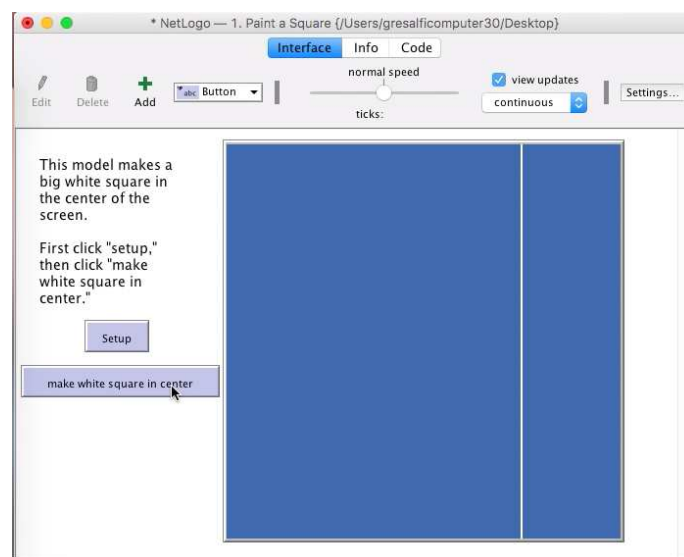 * NetLogo — 1. Paint a Square {/Users/gresalficomputer30/Desktop}
Interface Info Code
Edit Delete Add abc Button normal speed ticks: view updates continuous Settings...
This model makes a
big white square in
the center of the
screen.
First click "setup,"
then click "make
white square in
center."
Setup
make white square in center